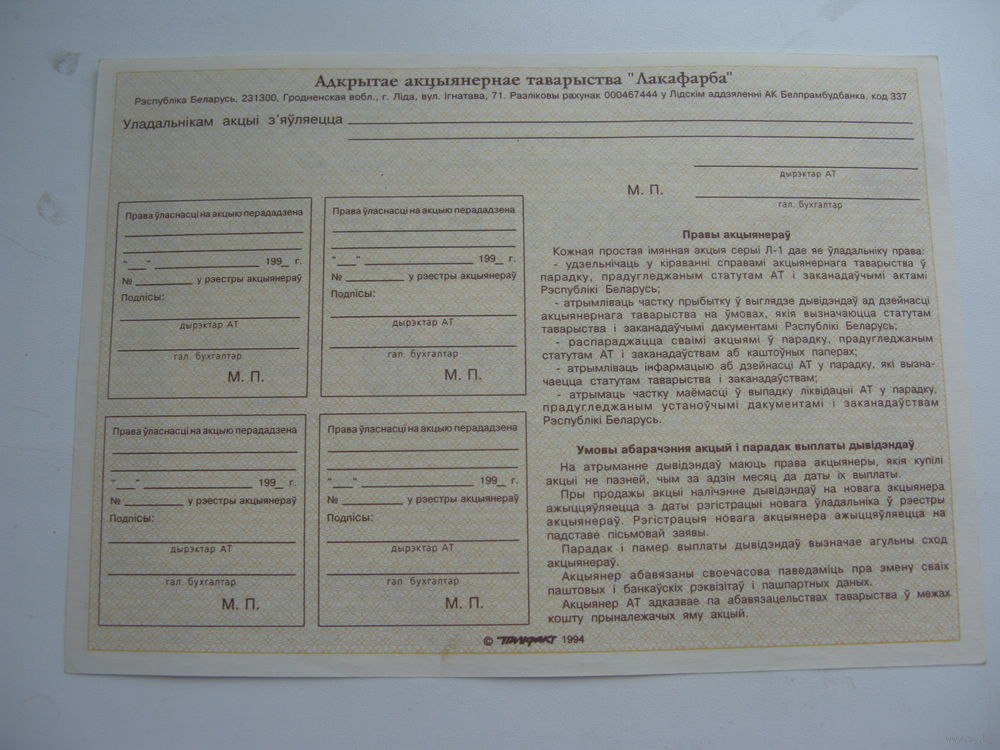 Адкрытае акцыянернае таварыства "Лакафарба"
Рэспубліка Беларусь, 231300, Гродненская вобл., г. Ліда, вул. Ігнатава, 71. Разліковы рахунак 000467444 у Лідскім аддзяленні АК Белпрамбудбанка, код 337
Уладальнікам акцыі з'яўляецца
дырэктар АТ
М. П.
гал. бухгалтар
Права ўласнасці на акцыю перададзена
"___" ____________ 199_ г.
№ __________ у рэестры акцыянераў
Подпісы:
дырэктар АТ
гал. бухгалтар
М. П.
Права ўласнасці на акцыю перададзена
"___" ____________ 199_ г.
№ __________ у рэестры акцыянераў
Подпісы:
дырэктар АТ
гал. бухгалтар
М. П.
Права ўласнасці на акцыю перададзена
"___" ____________ 199_ г.
№ __________ у рэестры акцыянераў
Подпісы:
дырэктар АТ
гал. бухгалтар
М. П.
Права ўласнасці на акцыю перададзена
"___" ____________ 199_ г.
№ __________ у рэестры акцыянераў
Подпісы:
дырэктар АТ
гал. бухгалтар
М. П.
Правы акцыянераў
Кожная простая імянная акцыя серыі Л-1 дае яе ўладальніку права:
- удзельнічаць у кіраванні справамі акцыянернага таварыства ў
парадку, прадугледжаным статутам АТ і заканадаўчымі актамі
Рэспублікі Беларусь;
- атрымліваць частку прыбытку ў выглядзе дывідэндаў ад дзейнасці
акцыянернага таварыства на ўмовах, якія вызначаюцца статутам
таварыства і заканадаўчымі дакументамі Рэспублікі Беларусь;
- распараджацца сваімі акцыямі ў парадку, прадугледжаным
статутам АТ і заканадаўствам аб каштоўных паперах;
- атрымліваць інфармацыю аб дзейнасці АТ у парадку, які вызна-
чаецца статутам таварыства і заканадаўствам;
- атрымаць частку маёмасці ў выпадку ліквідацыі АТ у парадку,
прадугледжаным устаноўчымі дакументамі і заканадаўствам
Рэспублікі Беларусь.
Умовы абарачэння акцый і парадак выплаты дывідэндаў
На атрыманне дывідэндаў маюць права акцыянеры, якія купілі
акцыі не пазней, чым за адзін месяц да даты іх выплаты.
Пры продажы акцыі налічэнне дывідэндаў на новага акцыянера
ажыццяўляецца з даты рэгістрацыі новага ўладальніка ў рэестры
акцыянераў. Рэгістрацыя новага акцыянера ажыццяўляецца на
падставе пісьмовай заявы.
Парадак і памер выплаты дывідэндаў вызначае агульны сход
акцыянераў.
Акцыянер абавязаны своечасова паведаміць пра змену сваіх
паштовых і банкаўскіх рэквізітаў і пашпартных даных.
Акцыянер АТ адказвае па абавязацельствах таварыства ў межах
кошту прыналежачых яму акцый.
© 1994